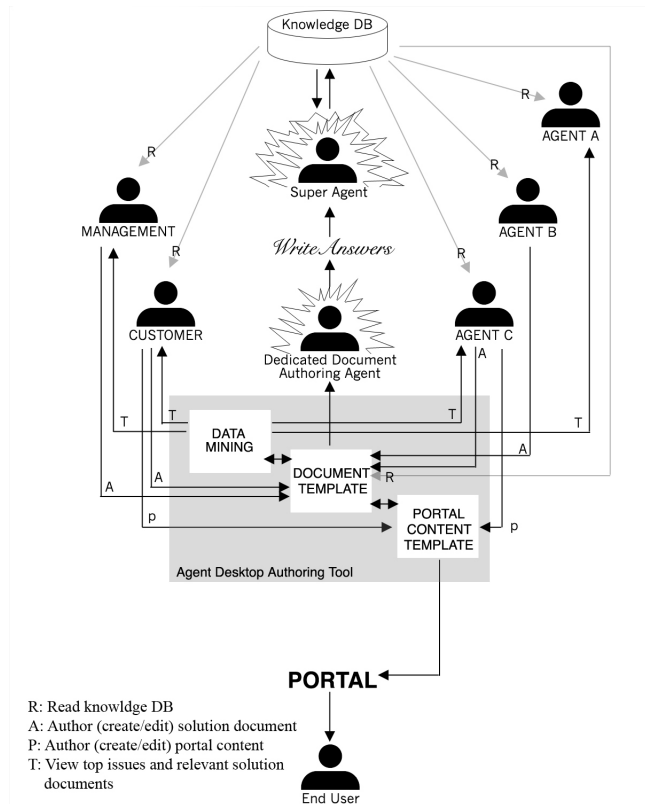 Knowledge DB
R
AGENT A
R
R
Super Agent
R
AGENT B
MANAGEMENT
Write Answers
R
R
CUSTOMER
AGENT C
A
Dedicated Document
Authoring Agent
T
T
T
T
DATA
MINING
A
DOCUMENT
TEMPLATE
R
A
A
PORTAL
CONTENT
TEMPLATE
p
p
Agent Desktop Authoring Tool
PORTAL
R: Read knowldge DB
A: Author (create/edit) solution document
P: Author (create/edit) portal content
T: View top issues and relevant solution
documents
End User